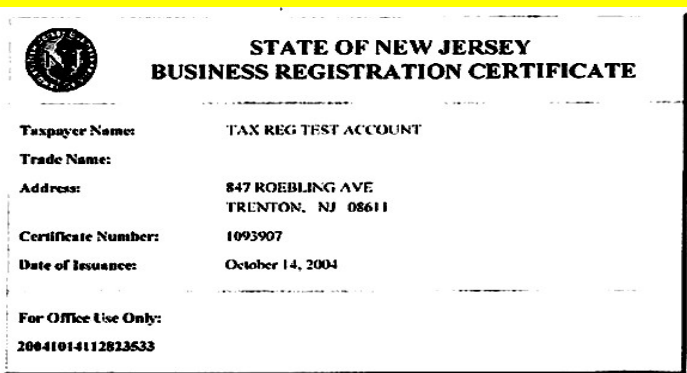 STATE OF NEW JERSEY
BUSINESS REGISTRATION CERTIFICATE
Taxpayer Name: TAX REG TEST ACCOUNT
Trade Name:
Address: 847 ROEBLING AVE
TRENTON, NJ 08611
Certificate Number: 1093907
Date of Issuance: October 14, 2004
For Office Use Only:
20041014112823533